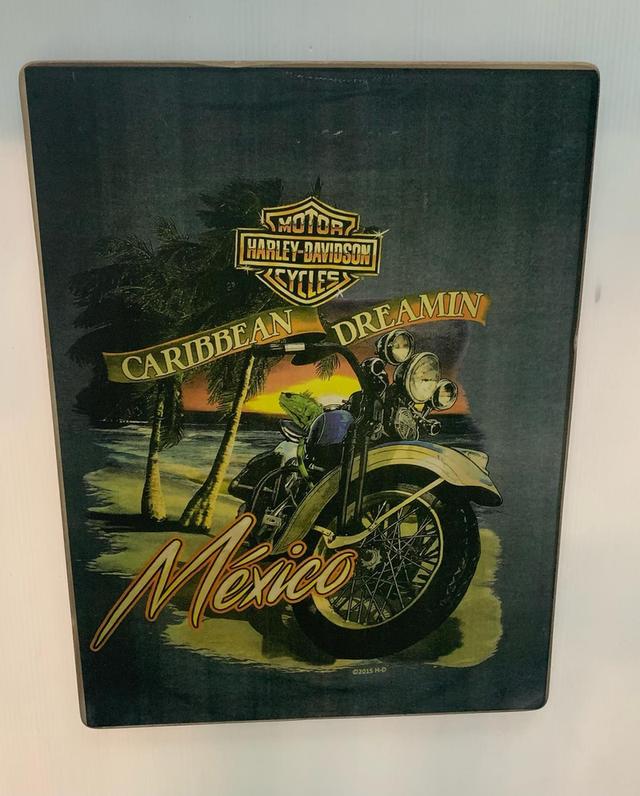 MOTOR
HARLEY-DAVIDSON
CYCLES
CARIBBEAN DREAMIN
México
©2015 H-D